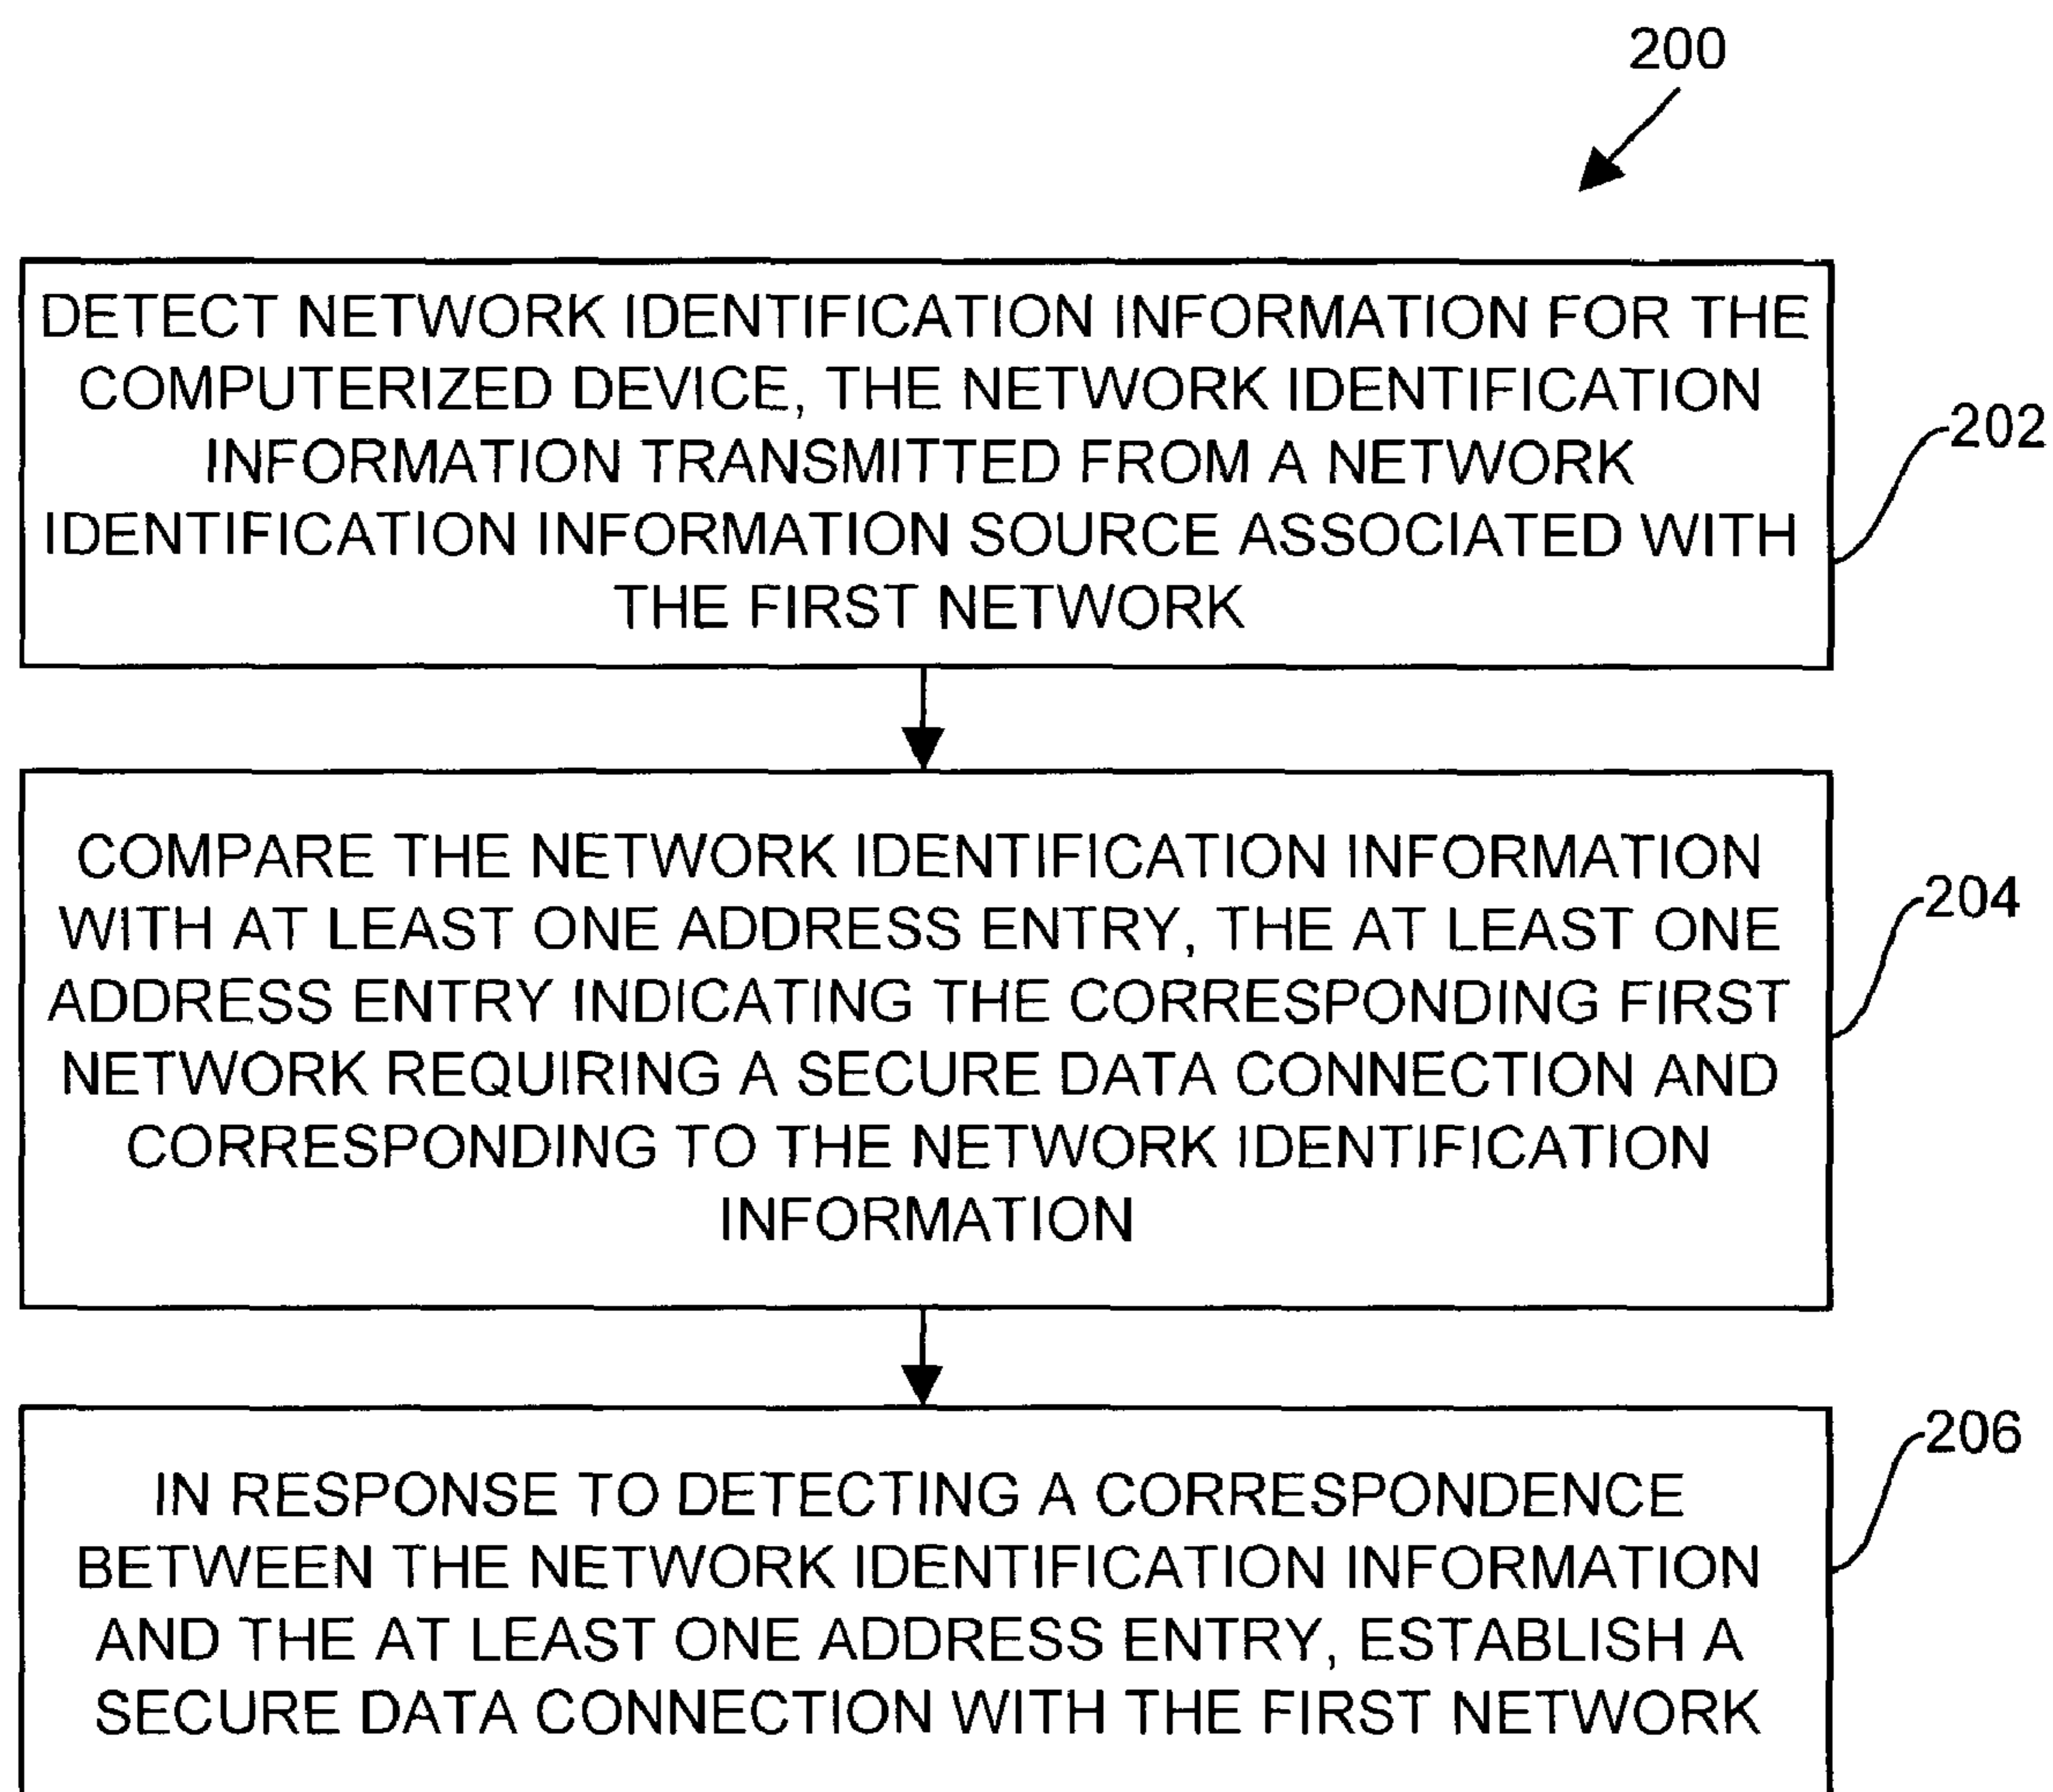 200
DETECT NETWORK IDENTIFICATION INFORMATION FOR THE
COMPUTERIZED DEVICE, THE NETWORK IDENTIFICATION
INFORMATION TRANSMITTED FROM A NETWORK
IDENTIFICATION INFORMATION SOURCE ASSOCIATED WITH
THE FIRST NETWORK
202
COMPARE THE NETWORK IDENTIFICATION INFORMATION
WITH AT LEAST ONE ADDRESS ENTRY, THE AT LEAST ONE
ADDRESS ENTRY INDICATING THE CORRESPONDING FIRST
NETWORK REQUIRING A SECURE DATA CONNECTION AND
CORRESPONDING TO THE NETWORK IDENTIFICATION
INFORMATION
204
IN RESPONSE TO DETECTING A CORRESPONDENCE
BETWEEN THE NETWORK IDENTIFICATION INFORMATION
AND THE AT LEAST ONE ADDRESS ENTRY, ESTABLISH A
SECURE DATA CONNECTION WITH THE FIRST NETWORK
206